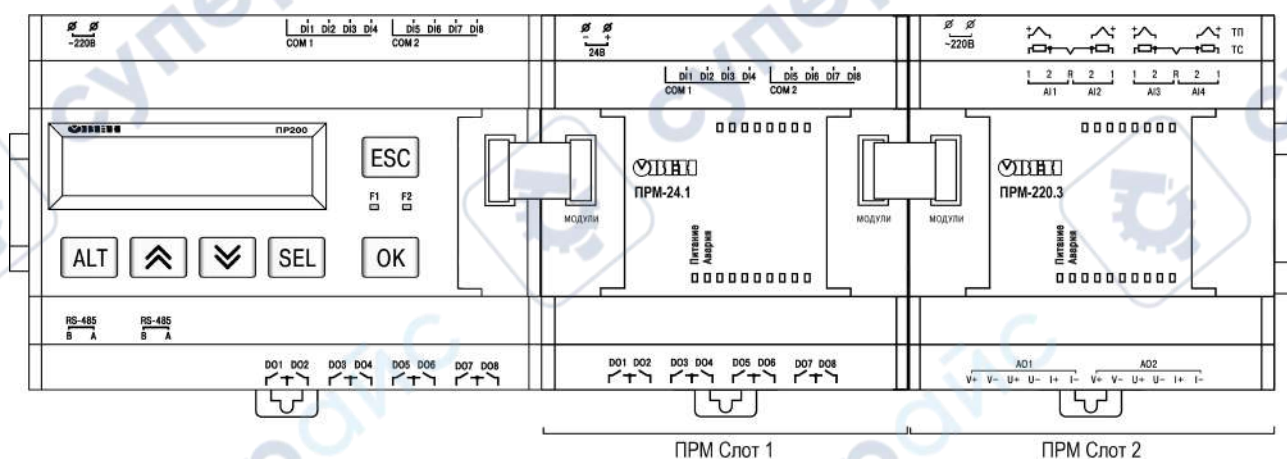 ~220В
DI1 DI2 DI3 DI4 DI5 DI6 DI7 DI8
COM 1 COM 2
- +
24В
DI1 DI2 DI3 DI4 DI5 DI6 DI7 DI8
COM 1 COM 2
~220В
+ + + + ТП
ТС
1 2 R 2 1 1 2 R 2 1
AI1 AI2 AI3 AI4
ОВЕН ПР200
ESC
F1 F2
ALT SEL OK
RS-485 RS-485
B A B A
DO1 DO2 DO3 DO4 DO5 DO6 DO7 DO8
ОВЕН
ПРМ-24.1
МОДУЛИ МОДУЛИ
Питание
Авария
DO1 DO2 DO3 DO4 DO5 DO6 DO7 DO8
ОВЕН
ПРМ-220.3
МОДУЛИ
Питание
Авария
AO1 AO2
V+ V- U+ U- I+ I- V+ V- U+ U- I+ I-
ПРМ Слот 1 ПРМ Слот 2